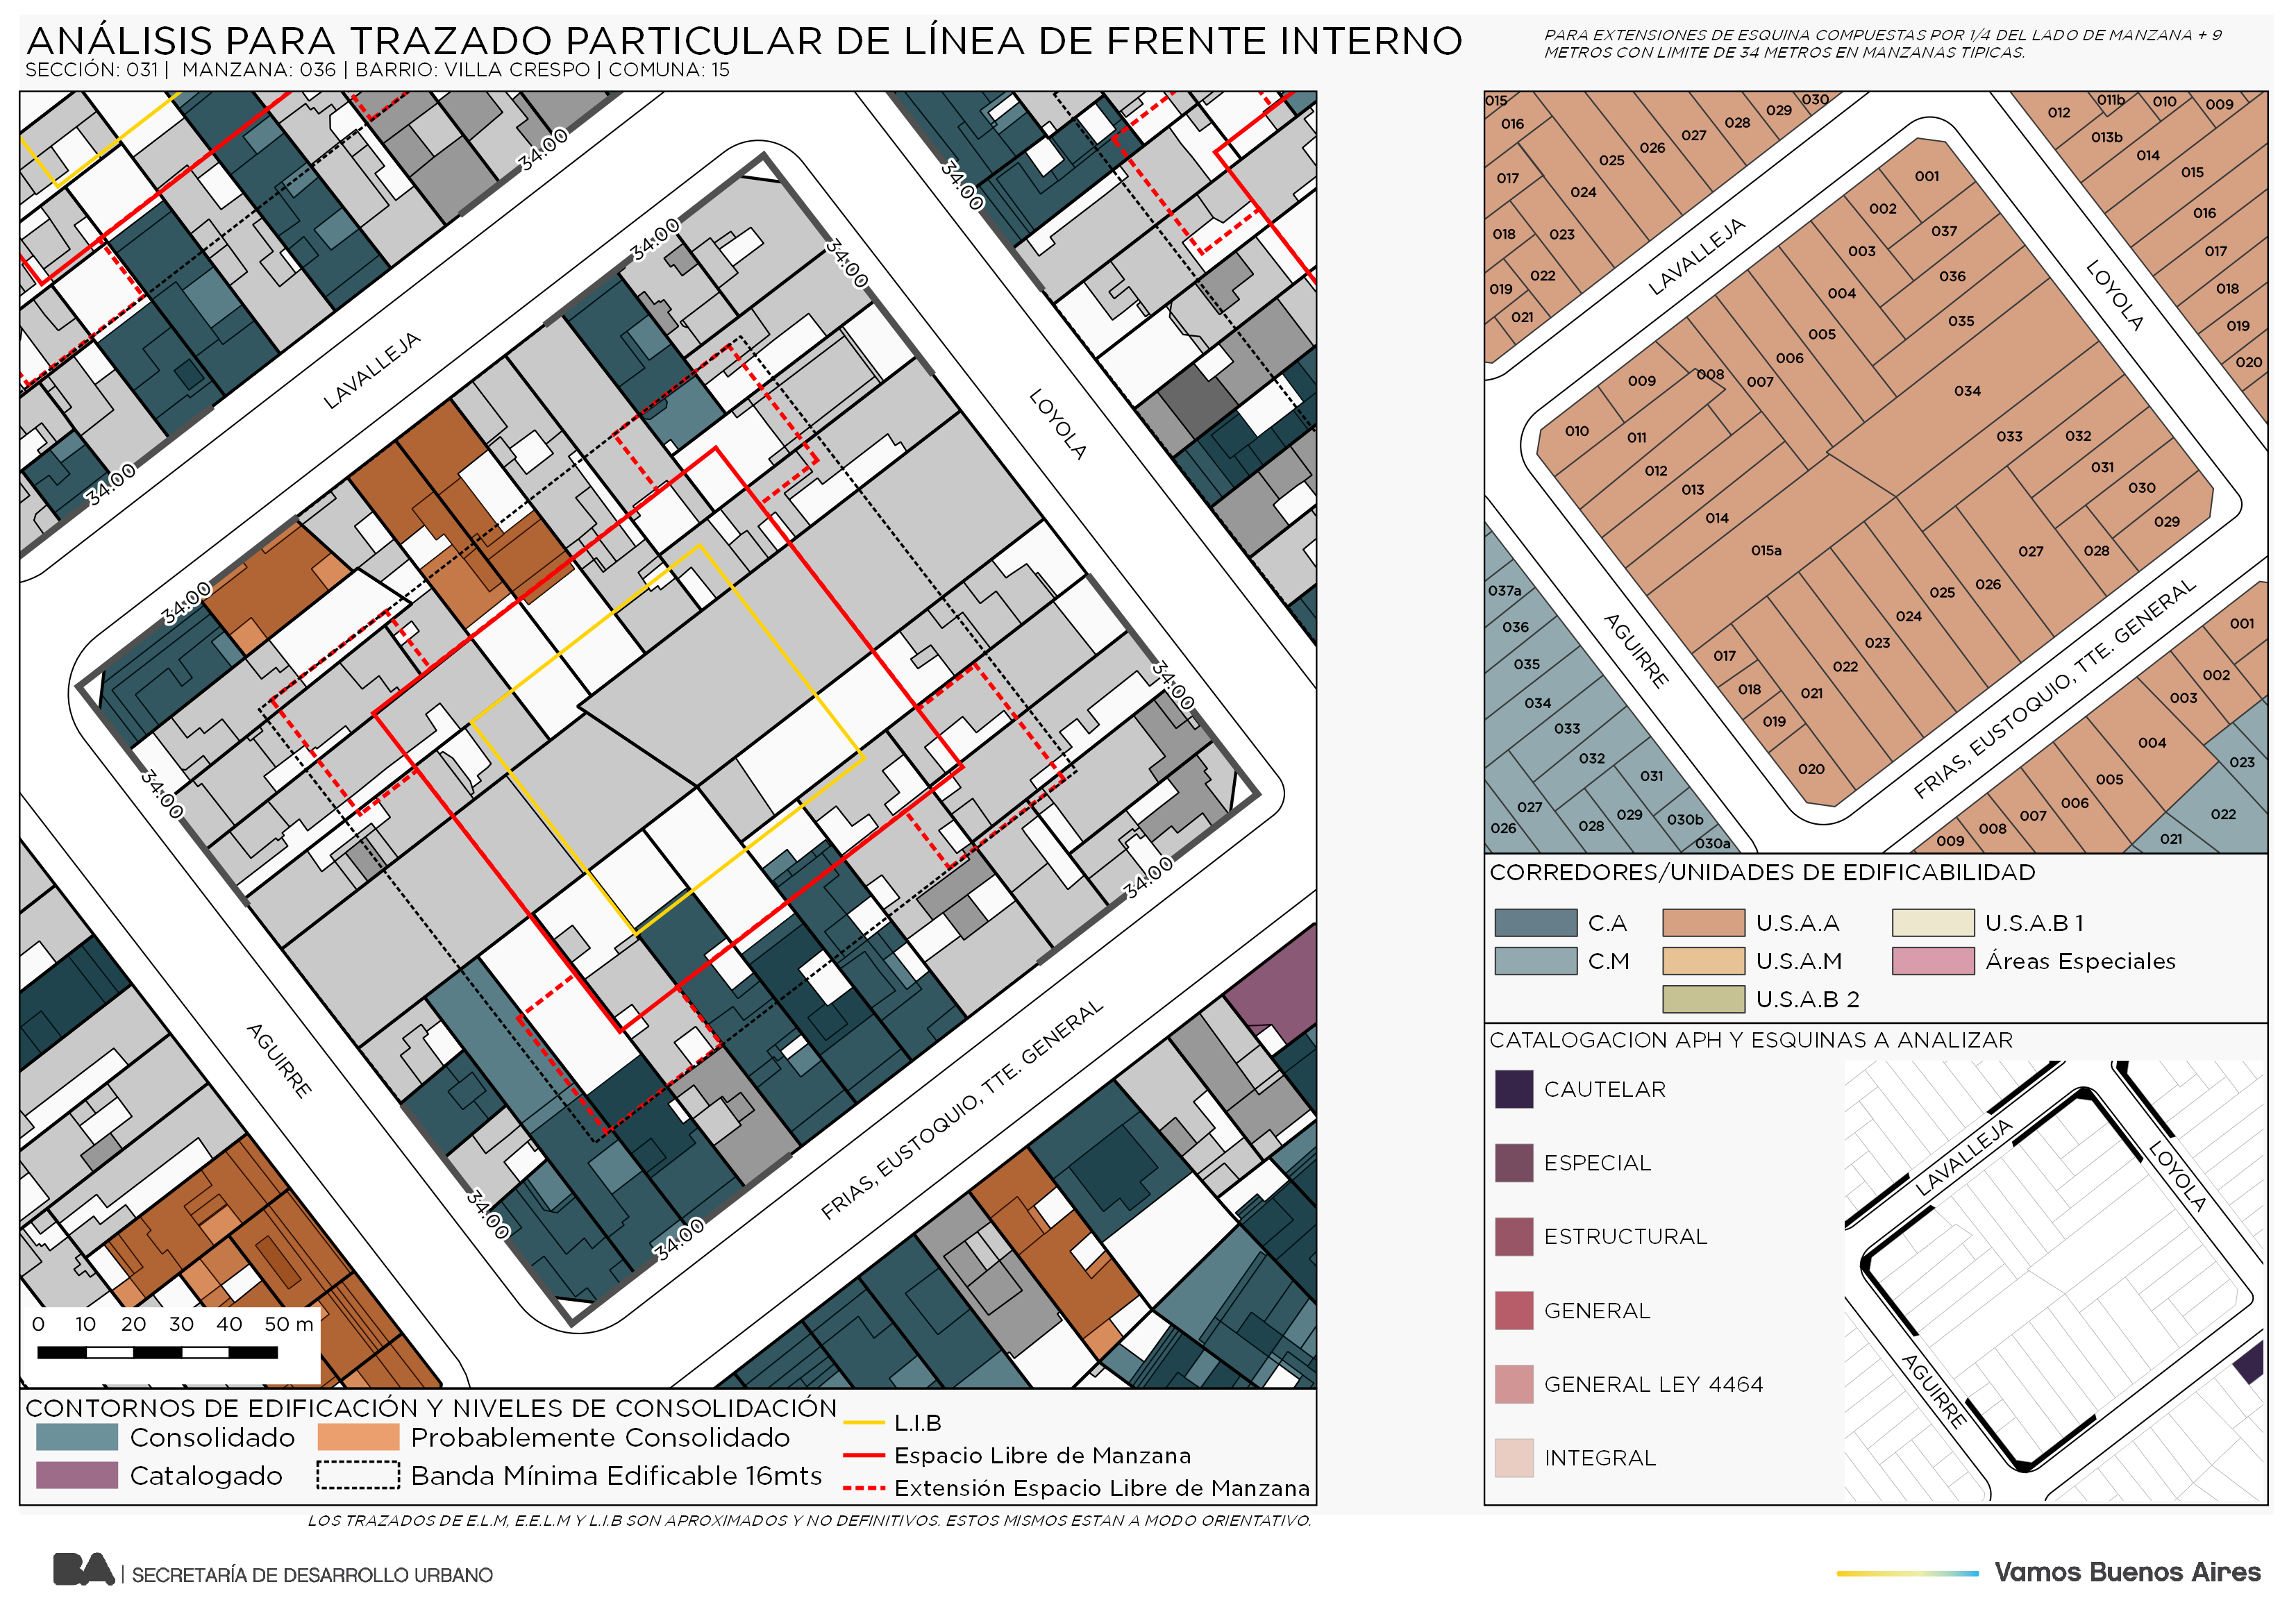 ANÁLISIS PARA TRAZADO PARTICULAR DE LÍNEA DE FRENTE INTERNO
SECCIÓN: 031 | MANZANA: 036 | BARRIO: VILLA CRESPO | COMUNA: 15
PARA EXTENSIONES DE ESQUINA COMPUESTAS POR 1/4 DEL LADO DE MANZANA + 9
METROS CON LIMITE DE 34 METROS EN MANZANAS TIPICAS.
34.00
34.00
34.00
34.00
34.00
34.00
34.00
34.00
34.00
34.00
34.00
LAVALLEJA
LOYOLA
AGUIRRE
FRIAS, EUSTOQUIO, TTE. GENERAL
0 10 20 30 40 50 m
CONTORNOS DE EDIFICACIÓN Y NIVELES DE CONSOLIDACIÓN
Consolidado
Probablemente Consolidado
Catalogado
Banda Mínima Edificable 16mts
L.I.B
Espacio Libre de Manzana
Extensión Espacio Libre de Manzana
LOS TRAZADOS DE E.L.M, E.E.L.M Y L.I.B SON APROXIMADOS Y NO DEFINITIVOS. ESTOS MISMOS ESTAN A MODO ORIENTATIVO.
015
016
017
018
019
021
022
023
024
025
026
027
028
029
030
012
011b
010
009
013b
014
015
016
017
018
019
020
LAVALLEJA
LOYOLA
AGUIRRE
FRIAS, EUSTOQUIO, TTE. GENERAL
001
002
003
004
005
006
007
008
009
010
011
012
013
014
015a
017
018
019
020
021
022
023
024
025
026
027
028
029
030
031
032
033
034
035
036
037
037a
036
035
034
033
032
031
030b
030a
029
028
027
026
001
002
003
004
005
006
007
008
009
023
022
021
CORREDORES/UNIDADES DE EDIFICABILIDAD
C.A
U.S.A.A
U.S.A.B 1
C.M
U.S.A.M
Áreas Especiales
U.S.A.B 2
CATALOGACION APH Y ESQUINAS A ANALIZAR
CAUTELAR
ESPECIAL
ESTRUCTURAL
GENERAL
GENERAL LEY 4464
INTEGRAL
LAVALLEJA
LOYOLA
AGUIRRE
BA | SECRETARÍA DE DESARROLLO URBANO
Vamos Buenos Aires